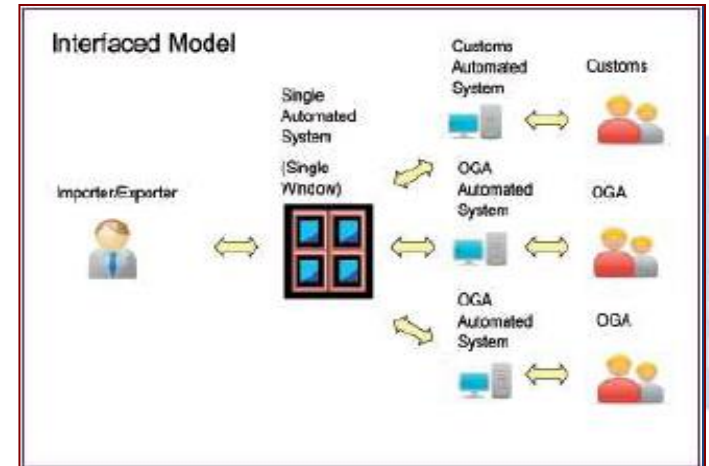 Interfaced Model
Customs
Automated
System
Customs
Single
Automated
System
(Single
Window)
Importer/Exporter
OGA
Automated
System
OGA
OGA
Automated
System
OGA